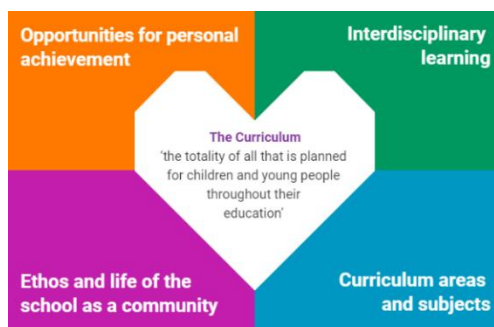 Opportunities for personal
achievement
Interdisciplinary
learning
The Curriculum
'the totality of all that is planned
for children and young people
throughout their
education'
Ethos and life of the
school as a community
Curriculum areas
and subjects